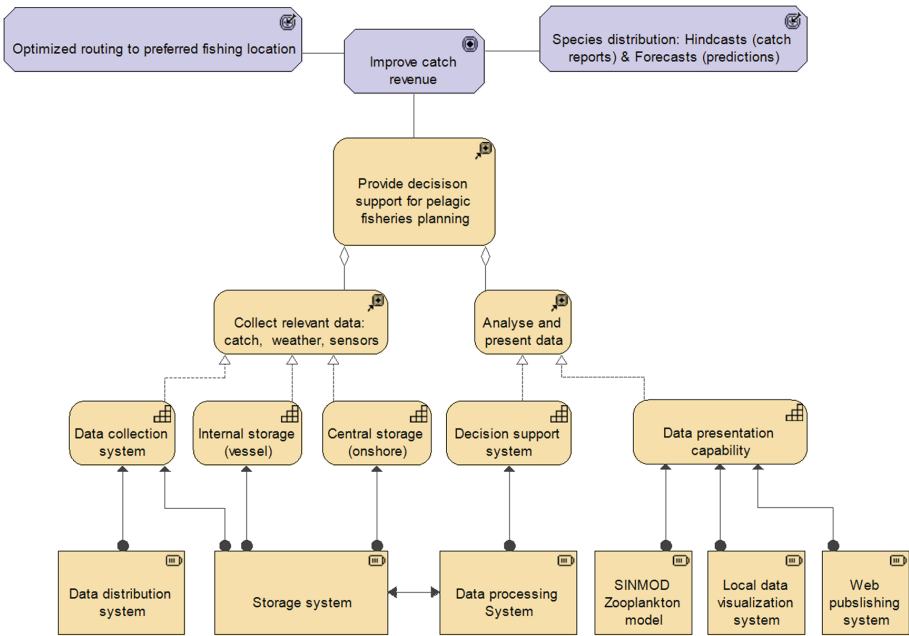 Optimized routing to preferred fishing location
Improve catch
revenue
Species distribution: Hindcasts (catch
reports) & Forecasts (predictions)
Provide decisison
support for pelagic
fisheries planning
Collect relevant data:
catch, weather, sensors
Analyse and
present data
Data collection
system
Internal storage
(vessel)
Central storage
(onshore)
Decision support
system
Data presentation
capability
Data distribution
system
Storage system
Data processing
System
SINMOD
Zooplankton
model
Local data
visualization
system
Web
pubslishing
system